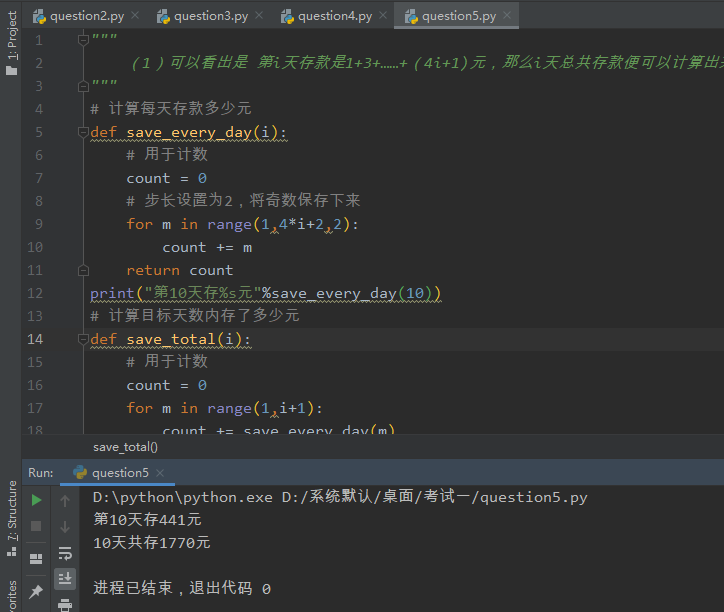 question2.py × question3.py × question4.py × question5.py ×
1: Project
1 """
2 （1）可以看出是 第i天存款是1+3+……+（4i+1)元，那么i天总共存款便可以计算出
3 """
4 # 计算每天存款多少元
5 def save_every_day(i):
6 # 用于计数
7 count = 0
8 # 步长设置为2，将奇数保存下来
9 for m in range(1,4*i+2,2):
10 count += m
11 return count
12 print("第10天存%s元"%save_every_day(10))
13 # 计算目标天数内存了多少元
14 def save_total(i):
15 # 用于计数
16 count = 0
17 for m in range(1,i+1):
18 count += save_every_day(m)
save_total()
Run: question5 ×
7: Structure
D:\python\python.exe D:/系统默认/桌面/考试一/question5.py
第10天存441元
10天共存1770元
进程已结束，退出代码 0